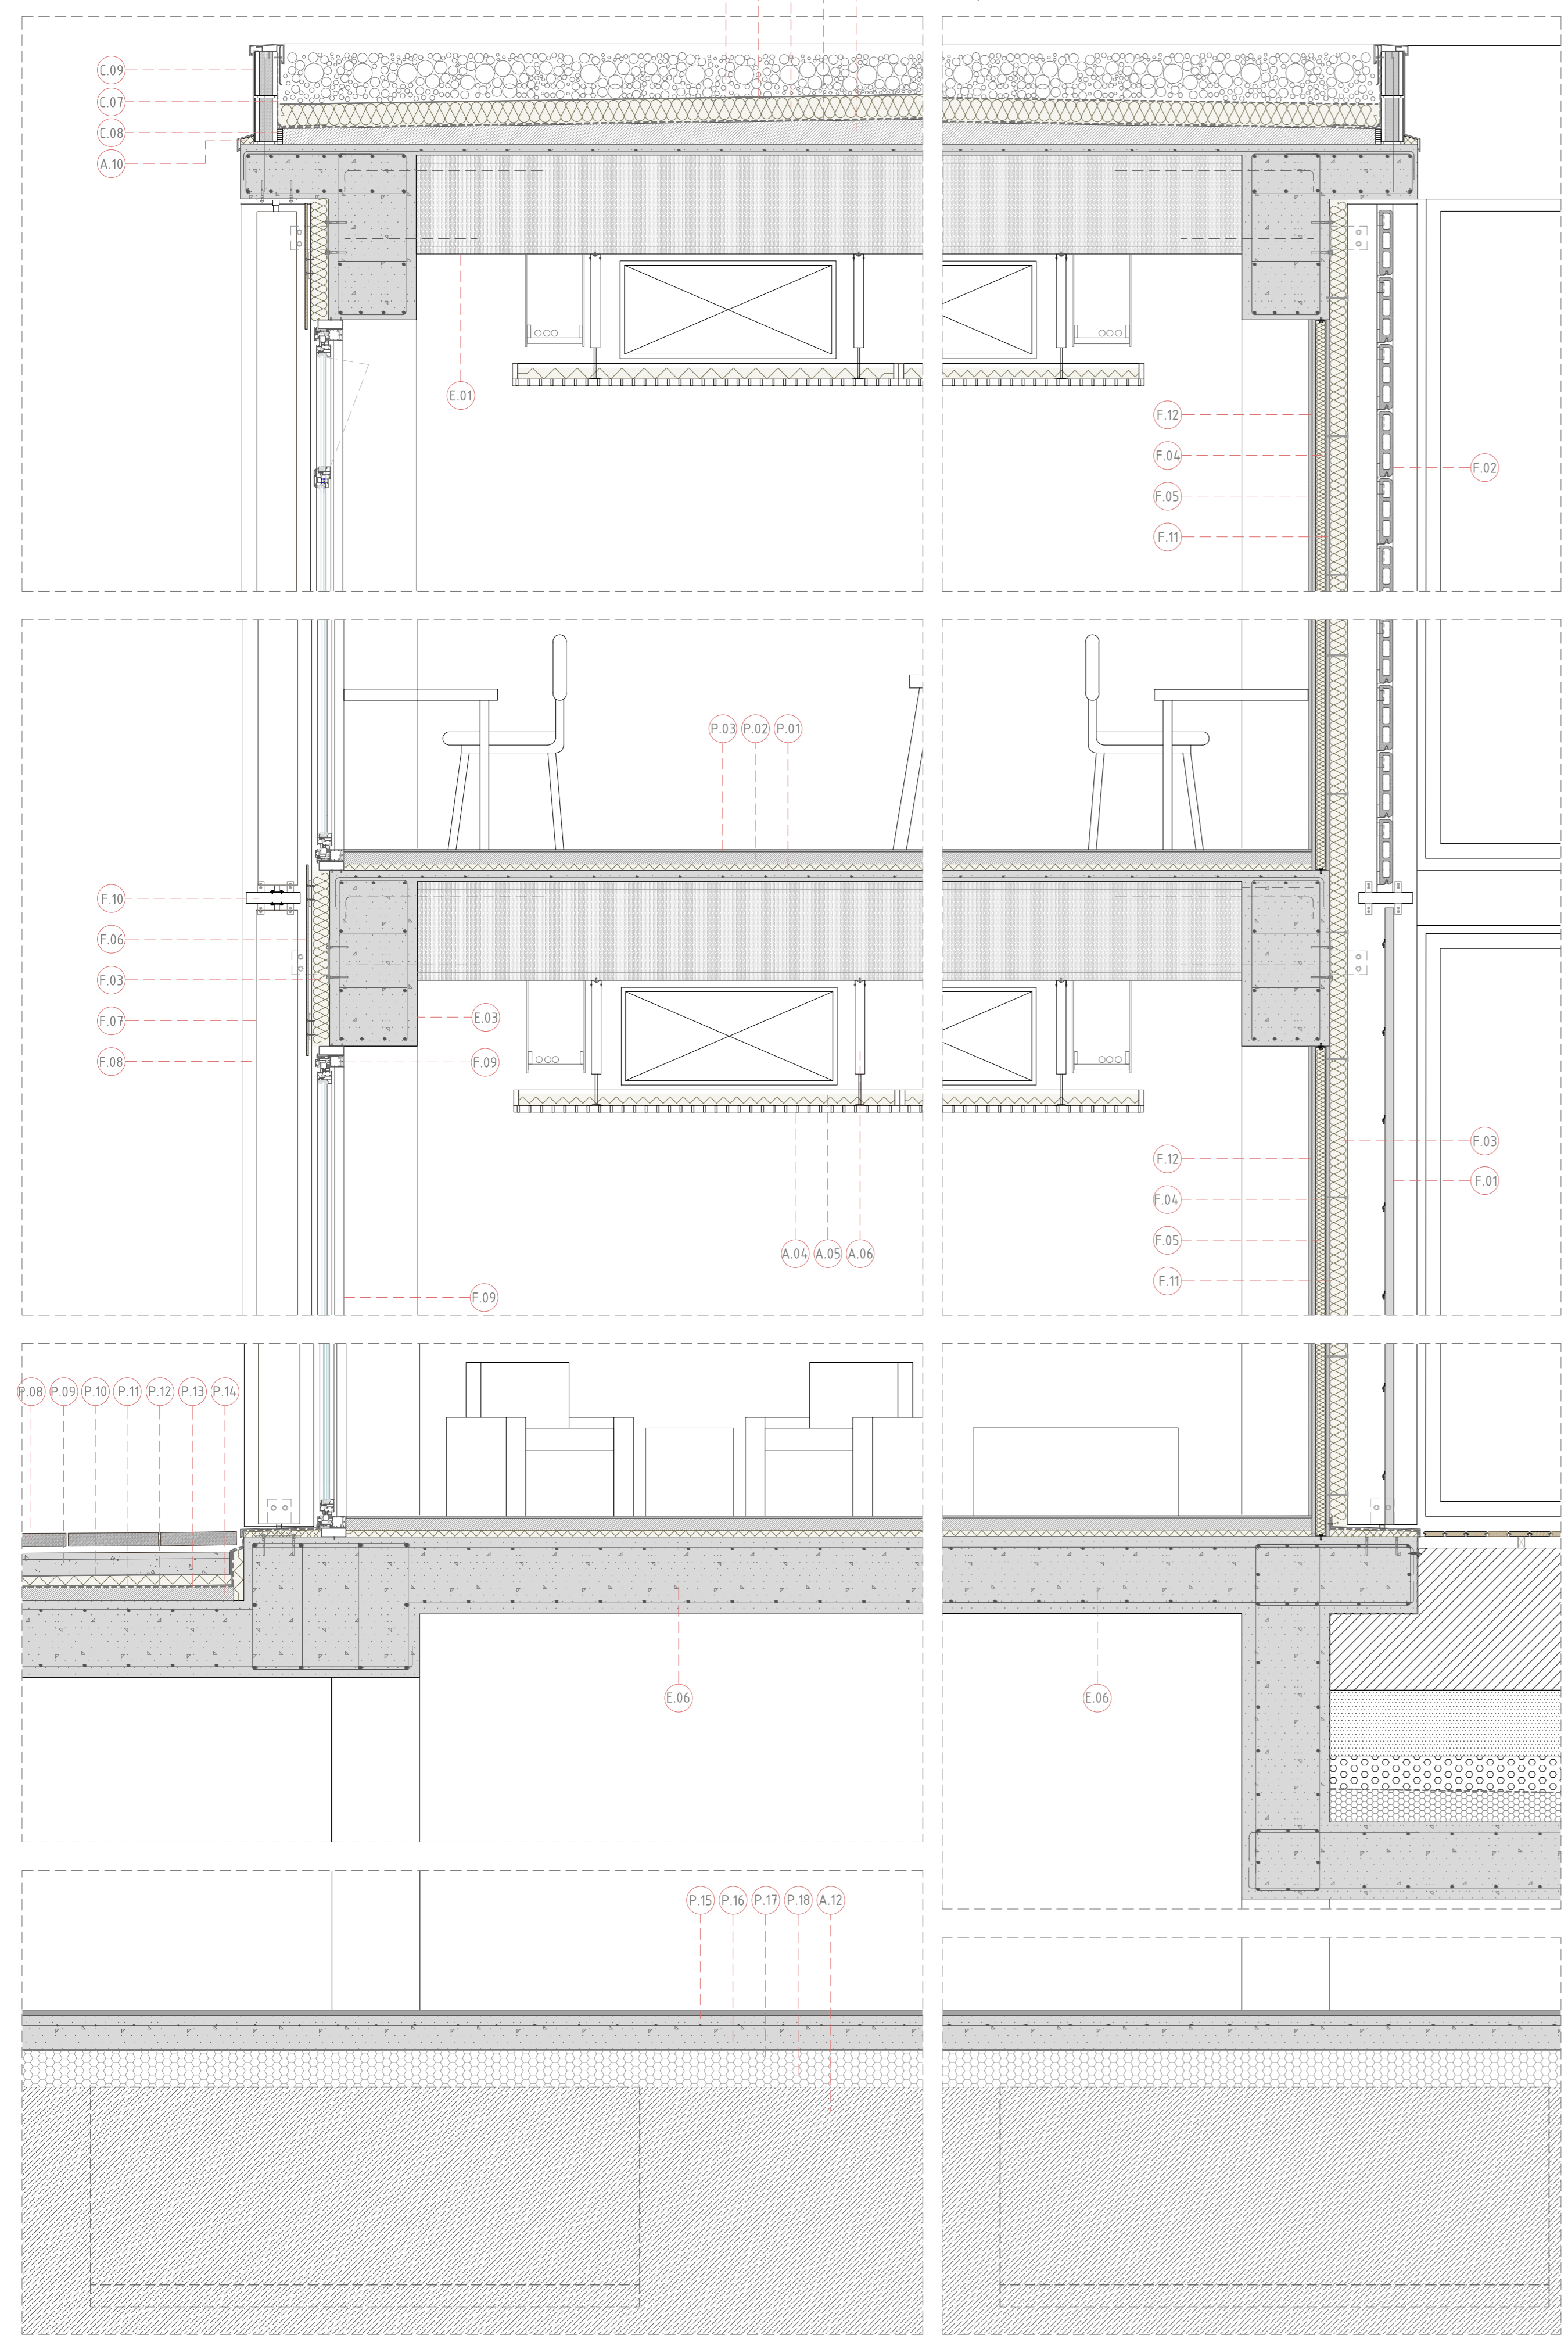 C.09
C.07
C.08
A.10
E.01
F.12
F.04
F.05
F.11
F.02
P.03 P.02 P.01
F.10
F.06
F.03
F.07
F.08
E.03
F.09
A.04 A.05 A.06
F.09
F.12
F.04
F.05
F.11
F.03
F.01
P.08 P.09 P.10 P.11 P.12 P.13 P.14
E.06
E.06
P.15 P.16 P.17 P.18 A.12